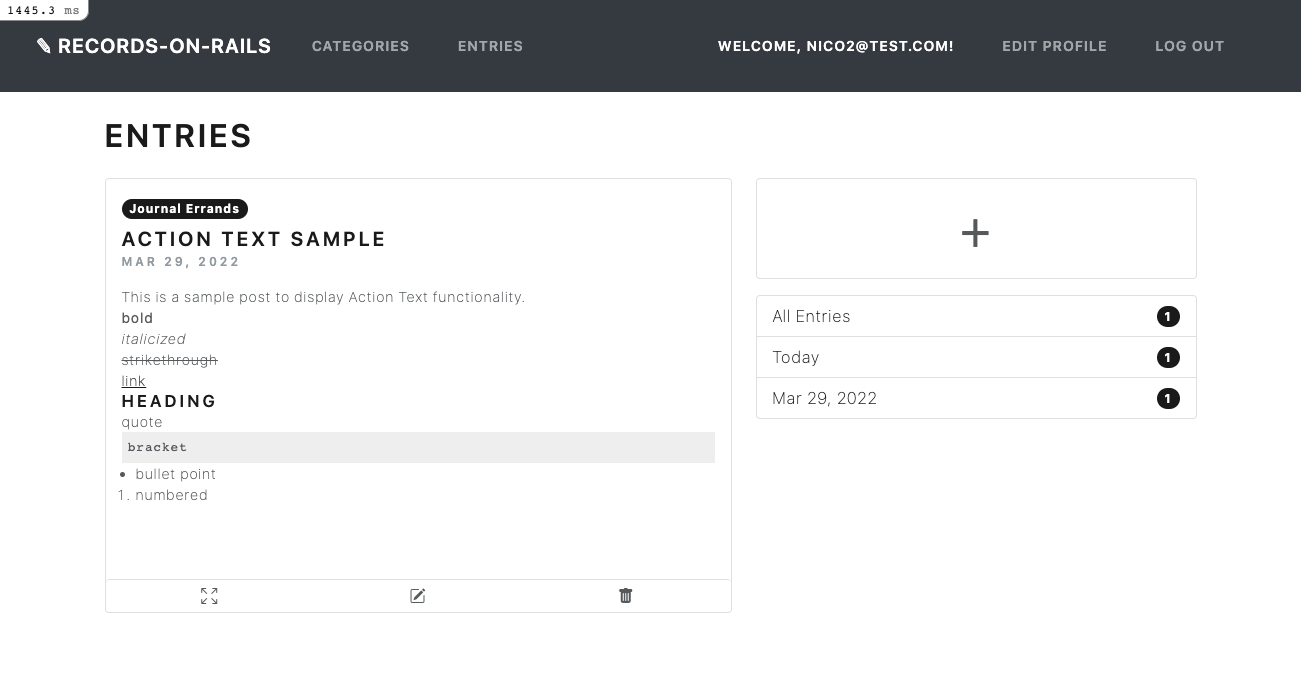 1445.3 ms
✎ RECORDS-ON-RAILS CATEGORIES ENTRIES WELCOME, NICO2@TEST.COM! EDIT PROFILE LOG OUT
ENTRIES
Journal Errands
ACTION TEXT SAMPLE
MAR 29, 2022
This is a sample post to display Action Text functionality.
bold
italicized
strikethrough
link
HEADING
quote
bracket
• bullet point
1. numbered
+
All Entries 1
Today 1
Mar 29, 2022 1